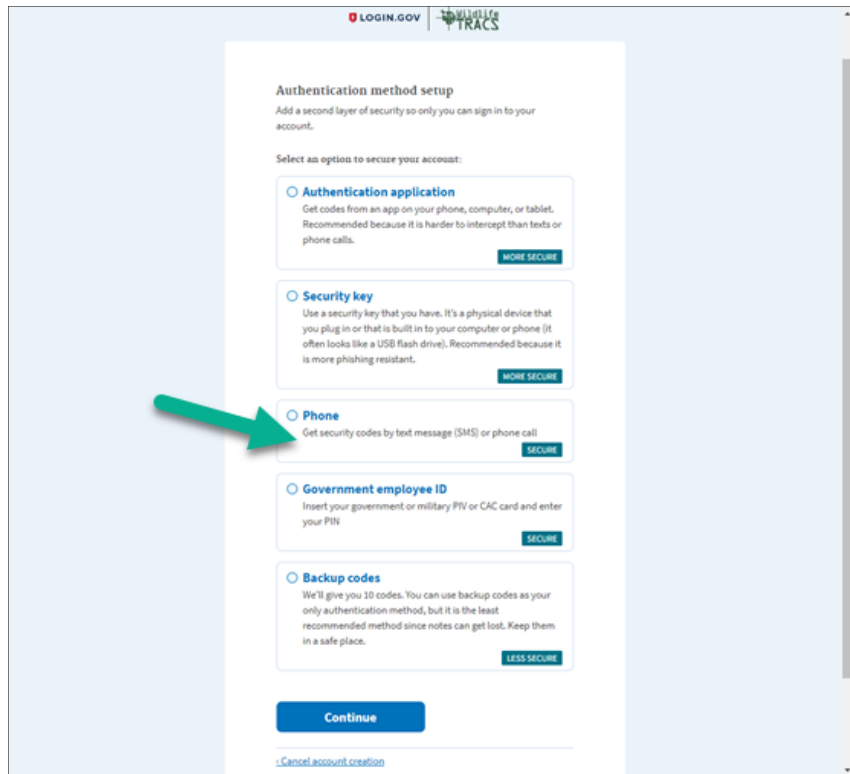 LOGIN.GOV Wildlife TRACS
Authentication method setup
Add a second layer of security so only you can sign in to your
account.
Select an option to secure your account:
Authentication application
Get codes from an app on your phone, computer, or tablet.
Recommended because it is harder to intercept than texts or
phone calls.
MORE SECURE
Security key
Use a security key that you have. It's a physical device that
you plug in or that is built in to your computer or phone (it
often looks like a USB flash drive). Recommended because it
is more phishing resistant.
MORE SECURE
Phone
Get security codes by text message (SMS) or phone call
SECURE
Government employee ID
Insert your government or military PIV or CAC card and enter
your PIN
SECURE
Backup codes
We'll give you 10 codes. You can use backup codes as your
only authentication method, but it is the least
recommended method since notes can get lost. Keep them
in a safe place.
LESS SECURE
Continue
‹ Cancel account creation